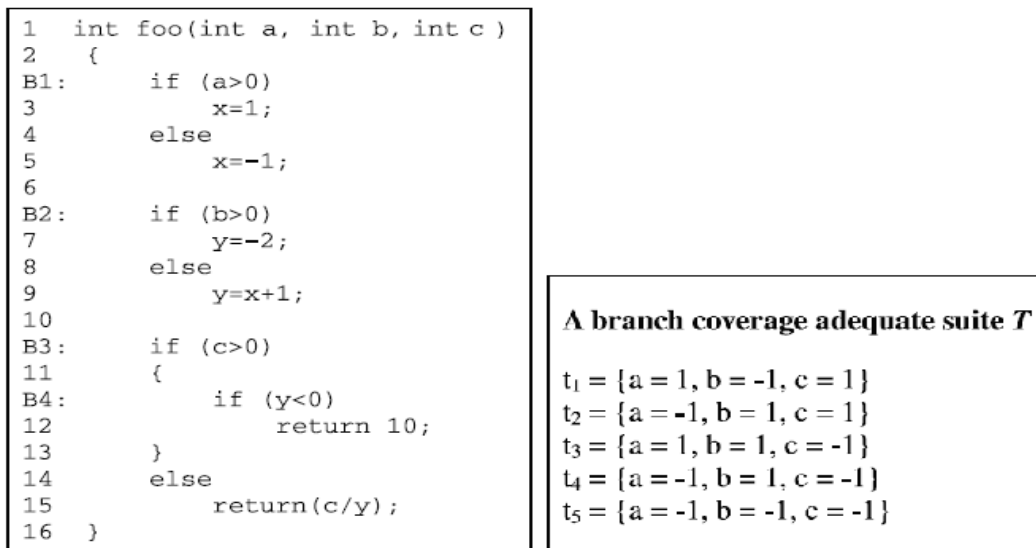 1 int foo(int a, int b, int c )
2 {
B1: if (a>0)
3 x=1;
4 else
5 x=-1;
6
B2: if (b>0)
7 y=-2;
8 else
9 y=x+1;
10
B3: if (c>0)
11 {
B4: if (y<0)
12 return 10;
13 }
14 else
15 return(c/y);
16 }
A branch coverage adequate suite T
t1 = {a = 1, b = -1, c = 1}
t2 = {a = -1, b = 1, c = 1}
t3 = {a = 1, b = 1, c = -1}
t4 = {a = -1, b = 1, c = -1}
t5 = {a = -1, b = -1, c = -1}